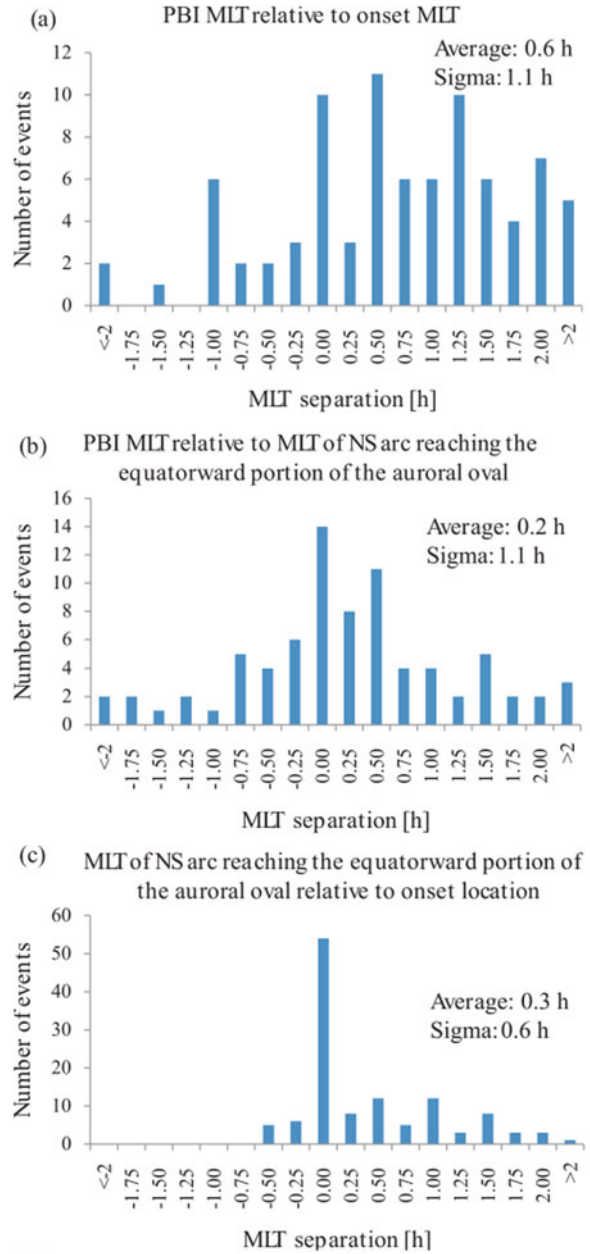 (a) PBI MLT relative to onset MLT
Average: 0.6 h
Sigma: 1.1 h
Number of events
12
10
8
6
4
2
0
<-2 -1.75 -1.50 -1.25 -1.00 -0.75 -0.50 -0.25 0.00 0.25 0.50 0.75 1.00 1.25 1.50 1.75 2.00 >2
MLT separation [h]
(b) PBI MLT relative to MLT of NS arc reaching the
equatorward portion of the auroral oval
Average: 0.2 h
Sigma: 1.1 h
Number of events
16
14
12
10
8
6
4
2
0
<-2 -1.75 -1.50 -1.25 -1.00 -0.75 -0.50 -0.25 0.00 0.25 0.50 0.75 1.00 1.25 1.50 1.75 2.00 >2
MLT separation [h]
(c) MLT of NS arc reaching the equatorward portion of
the auroral oval relative to onset location
Average: 0.3 h
Sigma: 0.6 h
Number of events
60
50
40
30
20
10
0
<-2 -1.75 -1.50 -1.25 -1.00 -0.75 -0.50 -0.25 0.00 0.25 0.50 0.75 1.00 1.25 1.50 1.75 2.00 >2
MLT separation [h]